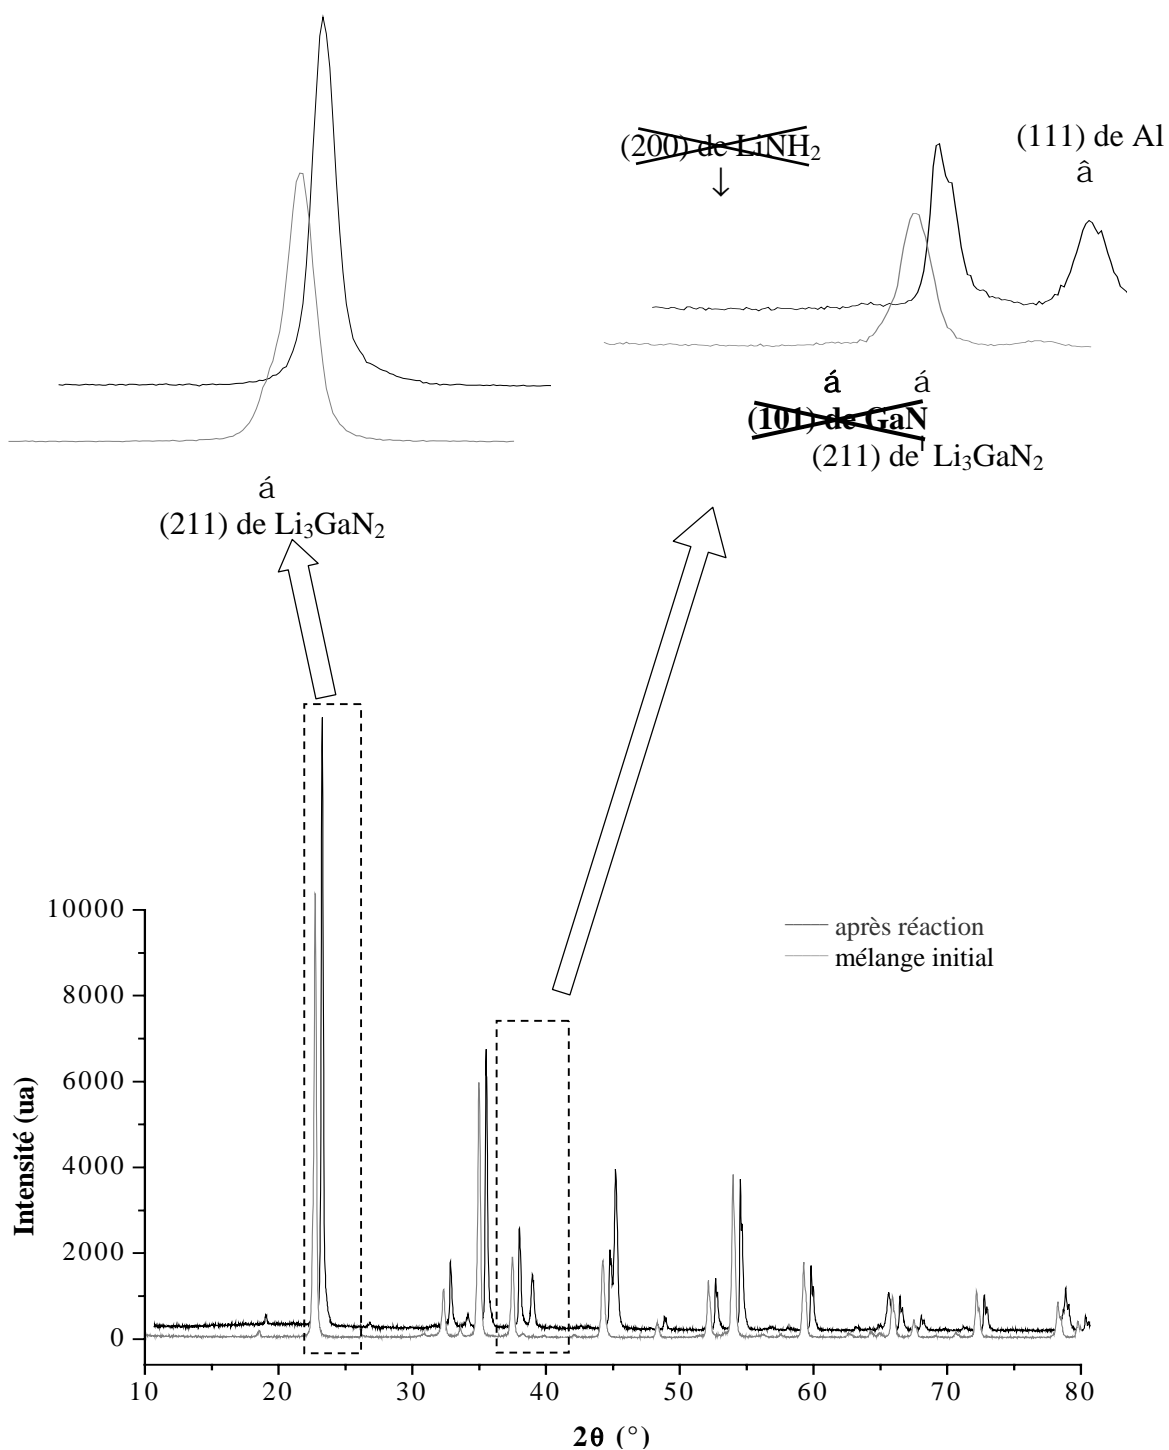 (200) de LiNH₂
↓
(111) de Al
â
á á
(101) de GaN
(211) de Li₃GaN₂
á
(211) de Li₃GaN₂
après réaction
mélange initial
10000
8000
6000
4000
2000
0
Intensité (ua)
10 20 30 40 50 60 70 80
2θ (°)